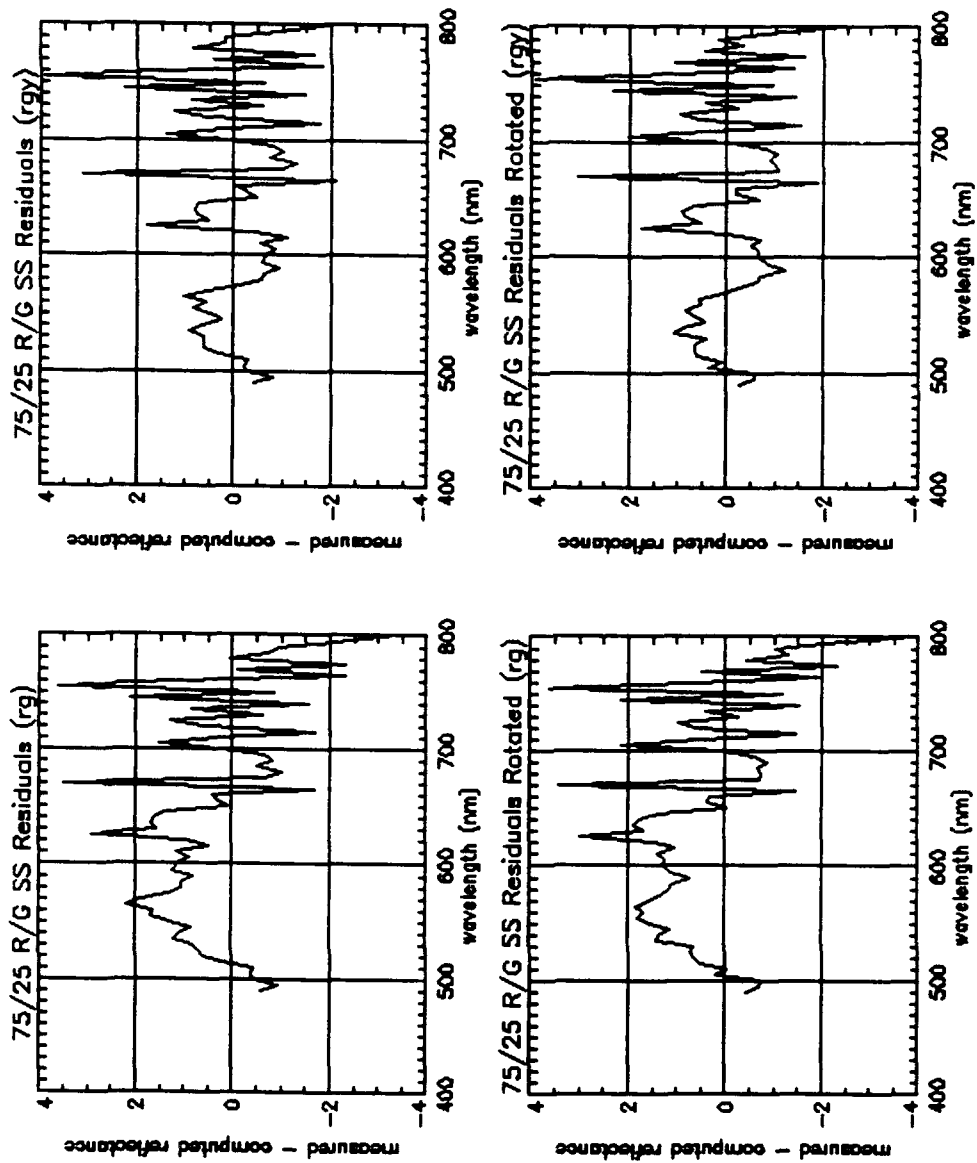 75/25 R/G SS Residuals (rg)
measured - computed reflectance
4
2
0
-2
-4
400 500 600 700 800
wavelength (nm)
75/25 R/G SS Residuals (rgy)
measured - computed reflectance
4
2
0
-2
-4
400 500 600 700 800
wavelength (nm)
75/25 R/G SS Residuals Rotated (rg)
measured - computed reflectance
4
2
0
-2
-4
400 500 600 700 800
wavelength (nm)
75/25 R/G SS Residuals Rotated (rgy
measured - computed reflectance
4
2
0
-2
-4
400 500 600 700 800
wavelength (nm)